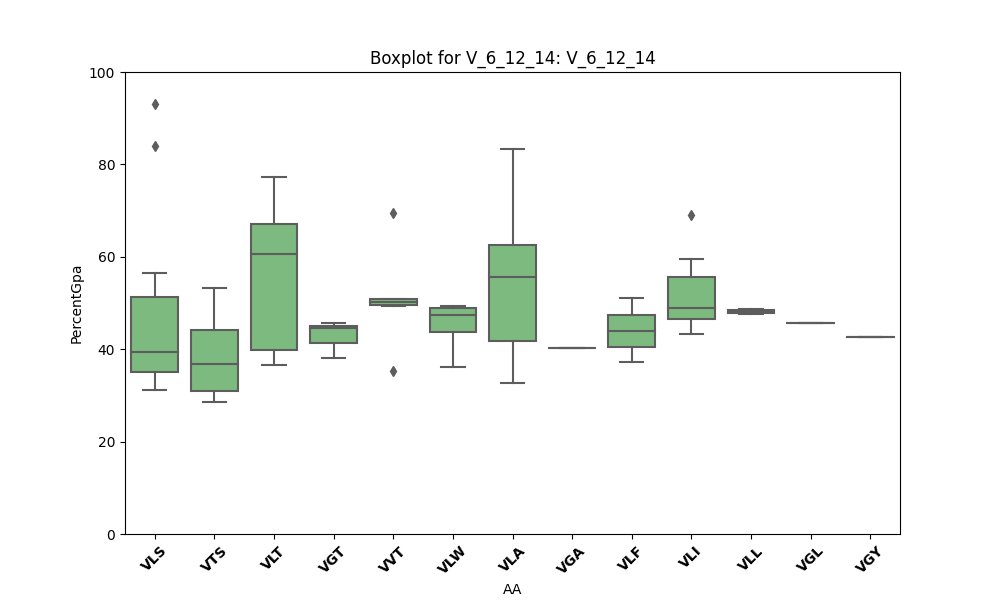 Boxplot for V_6_12_14: V_6_12_14
100
80
60
40
20
0
PercentGpa
VLS VTS VLT VGT VVT VLW VLA VGA VLF VLI VLL VGL VGY
AA